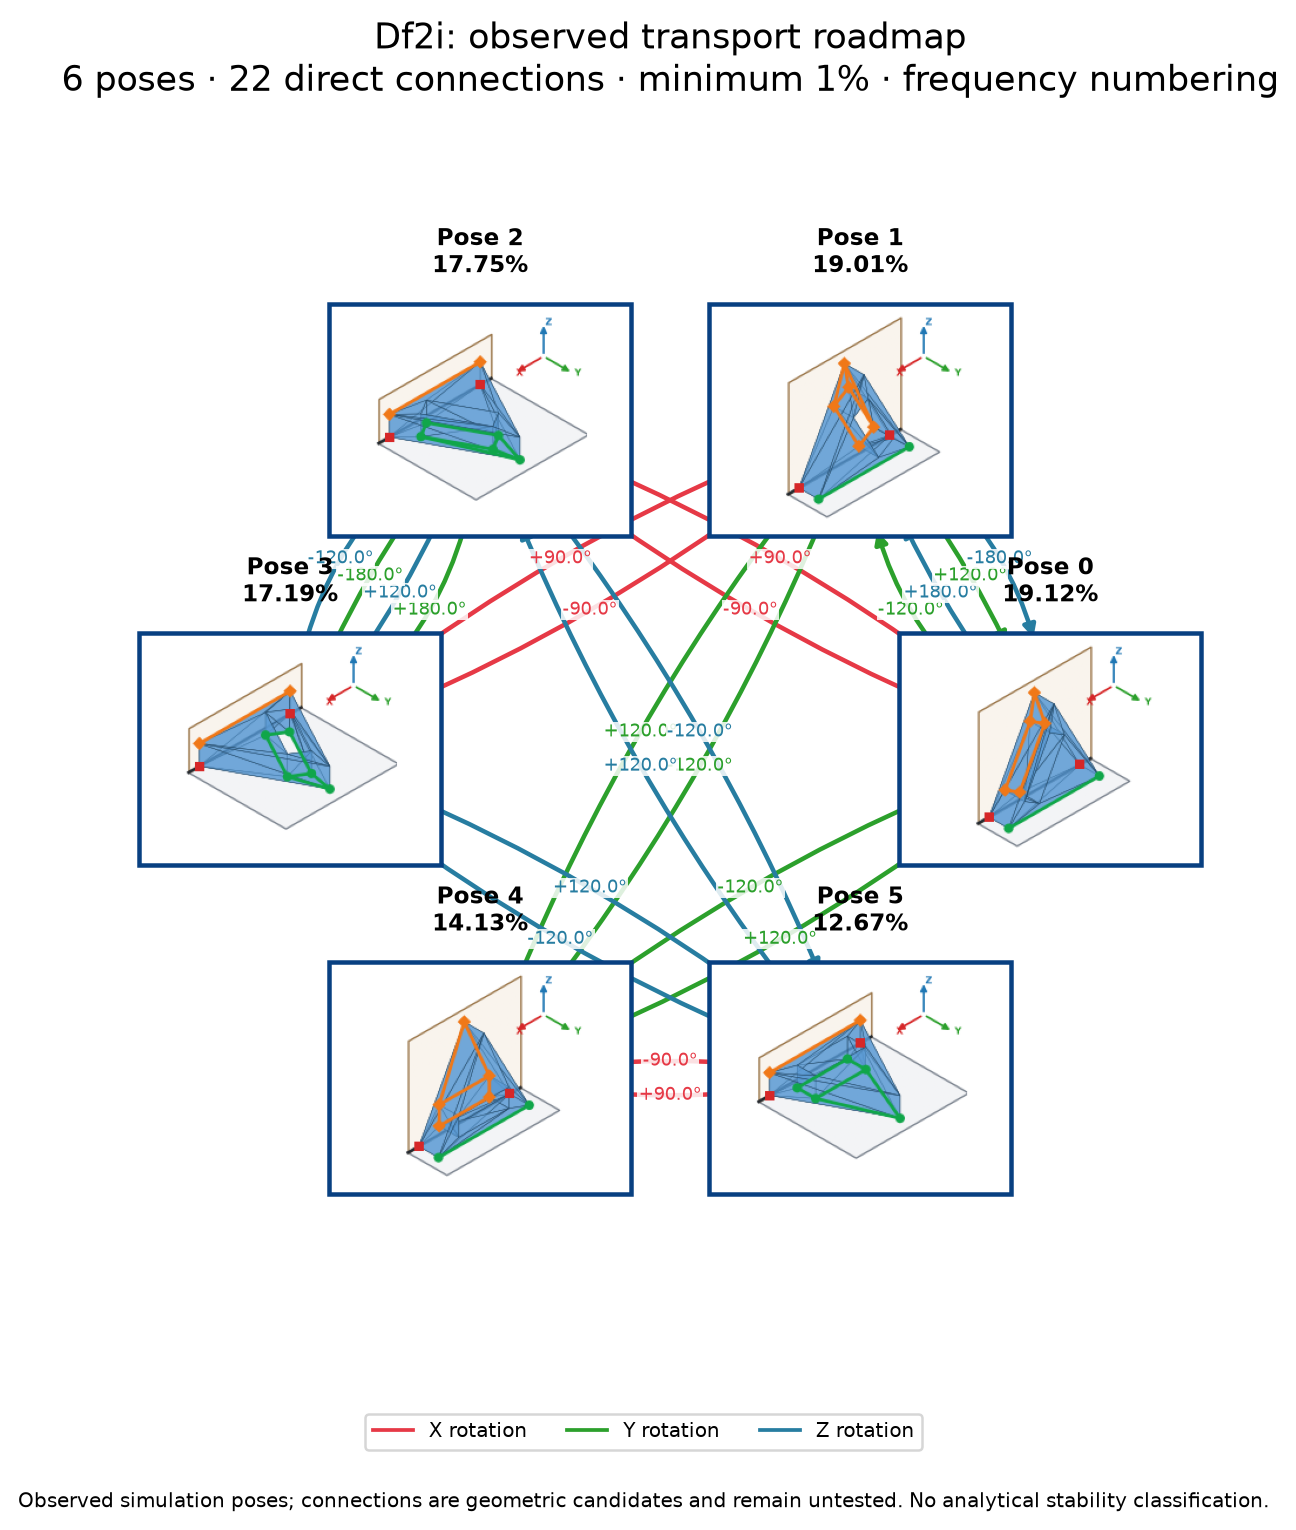 Df2i: observed transport roadmap
6 poses · 22 direct connections · minimum 1% · frequency numbering
Pose 2
17.75%
Pose 1
19.01%
Z
X
Y
Z
X
Y
-120.0°
-180.0°
+120.0°
+180.0°
+90.0°
-90.0°
+90.0°
-90.0°
-180.0°
+120.0°
+180.0°
-120.0°
Pose 3
17.19%
Pose 0
19.12%
Z
X
Y
Z
X
Y
-120.0°
+120.0°
+120.0°
-120.0°
-120.0°
+120.0°
Pose 4
14.13%
Pose 5
12.67%
Z
X
Y
Z
X
Y
-90.0°
+90.0°
X rotation
Y rotation
Z rotation
Observed simulation poses; connections are geometric candidates and remain untested. No analytical stability classification.